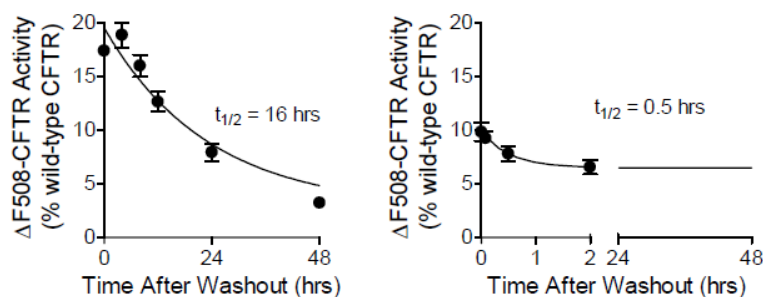 ΔF508-CFTR Activity
(% wild-type CFTR)
20
15
10
5
0
t1/2 = 16 hrs
0
24
48
Time After Washout (hrs)
ΔF508-CFTR Activity
(% wild-type CFTR)
20
15
10
5
0
t1/2 = 0.5 hrs
0
1
2
24
48
Time After Washout (hrs)